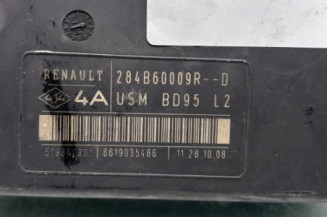 RENAULT 284B60009R--D
4A USM BD95 L2
8619035486 11.28.10.08